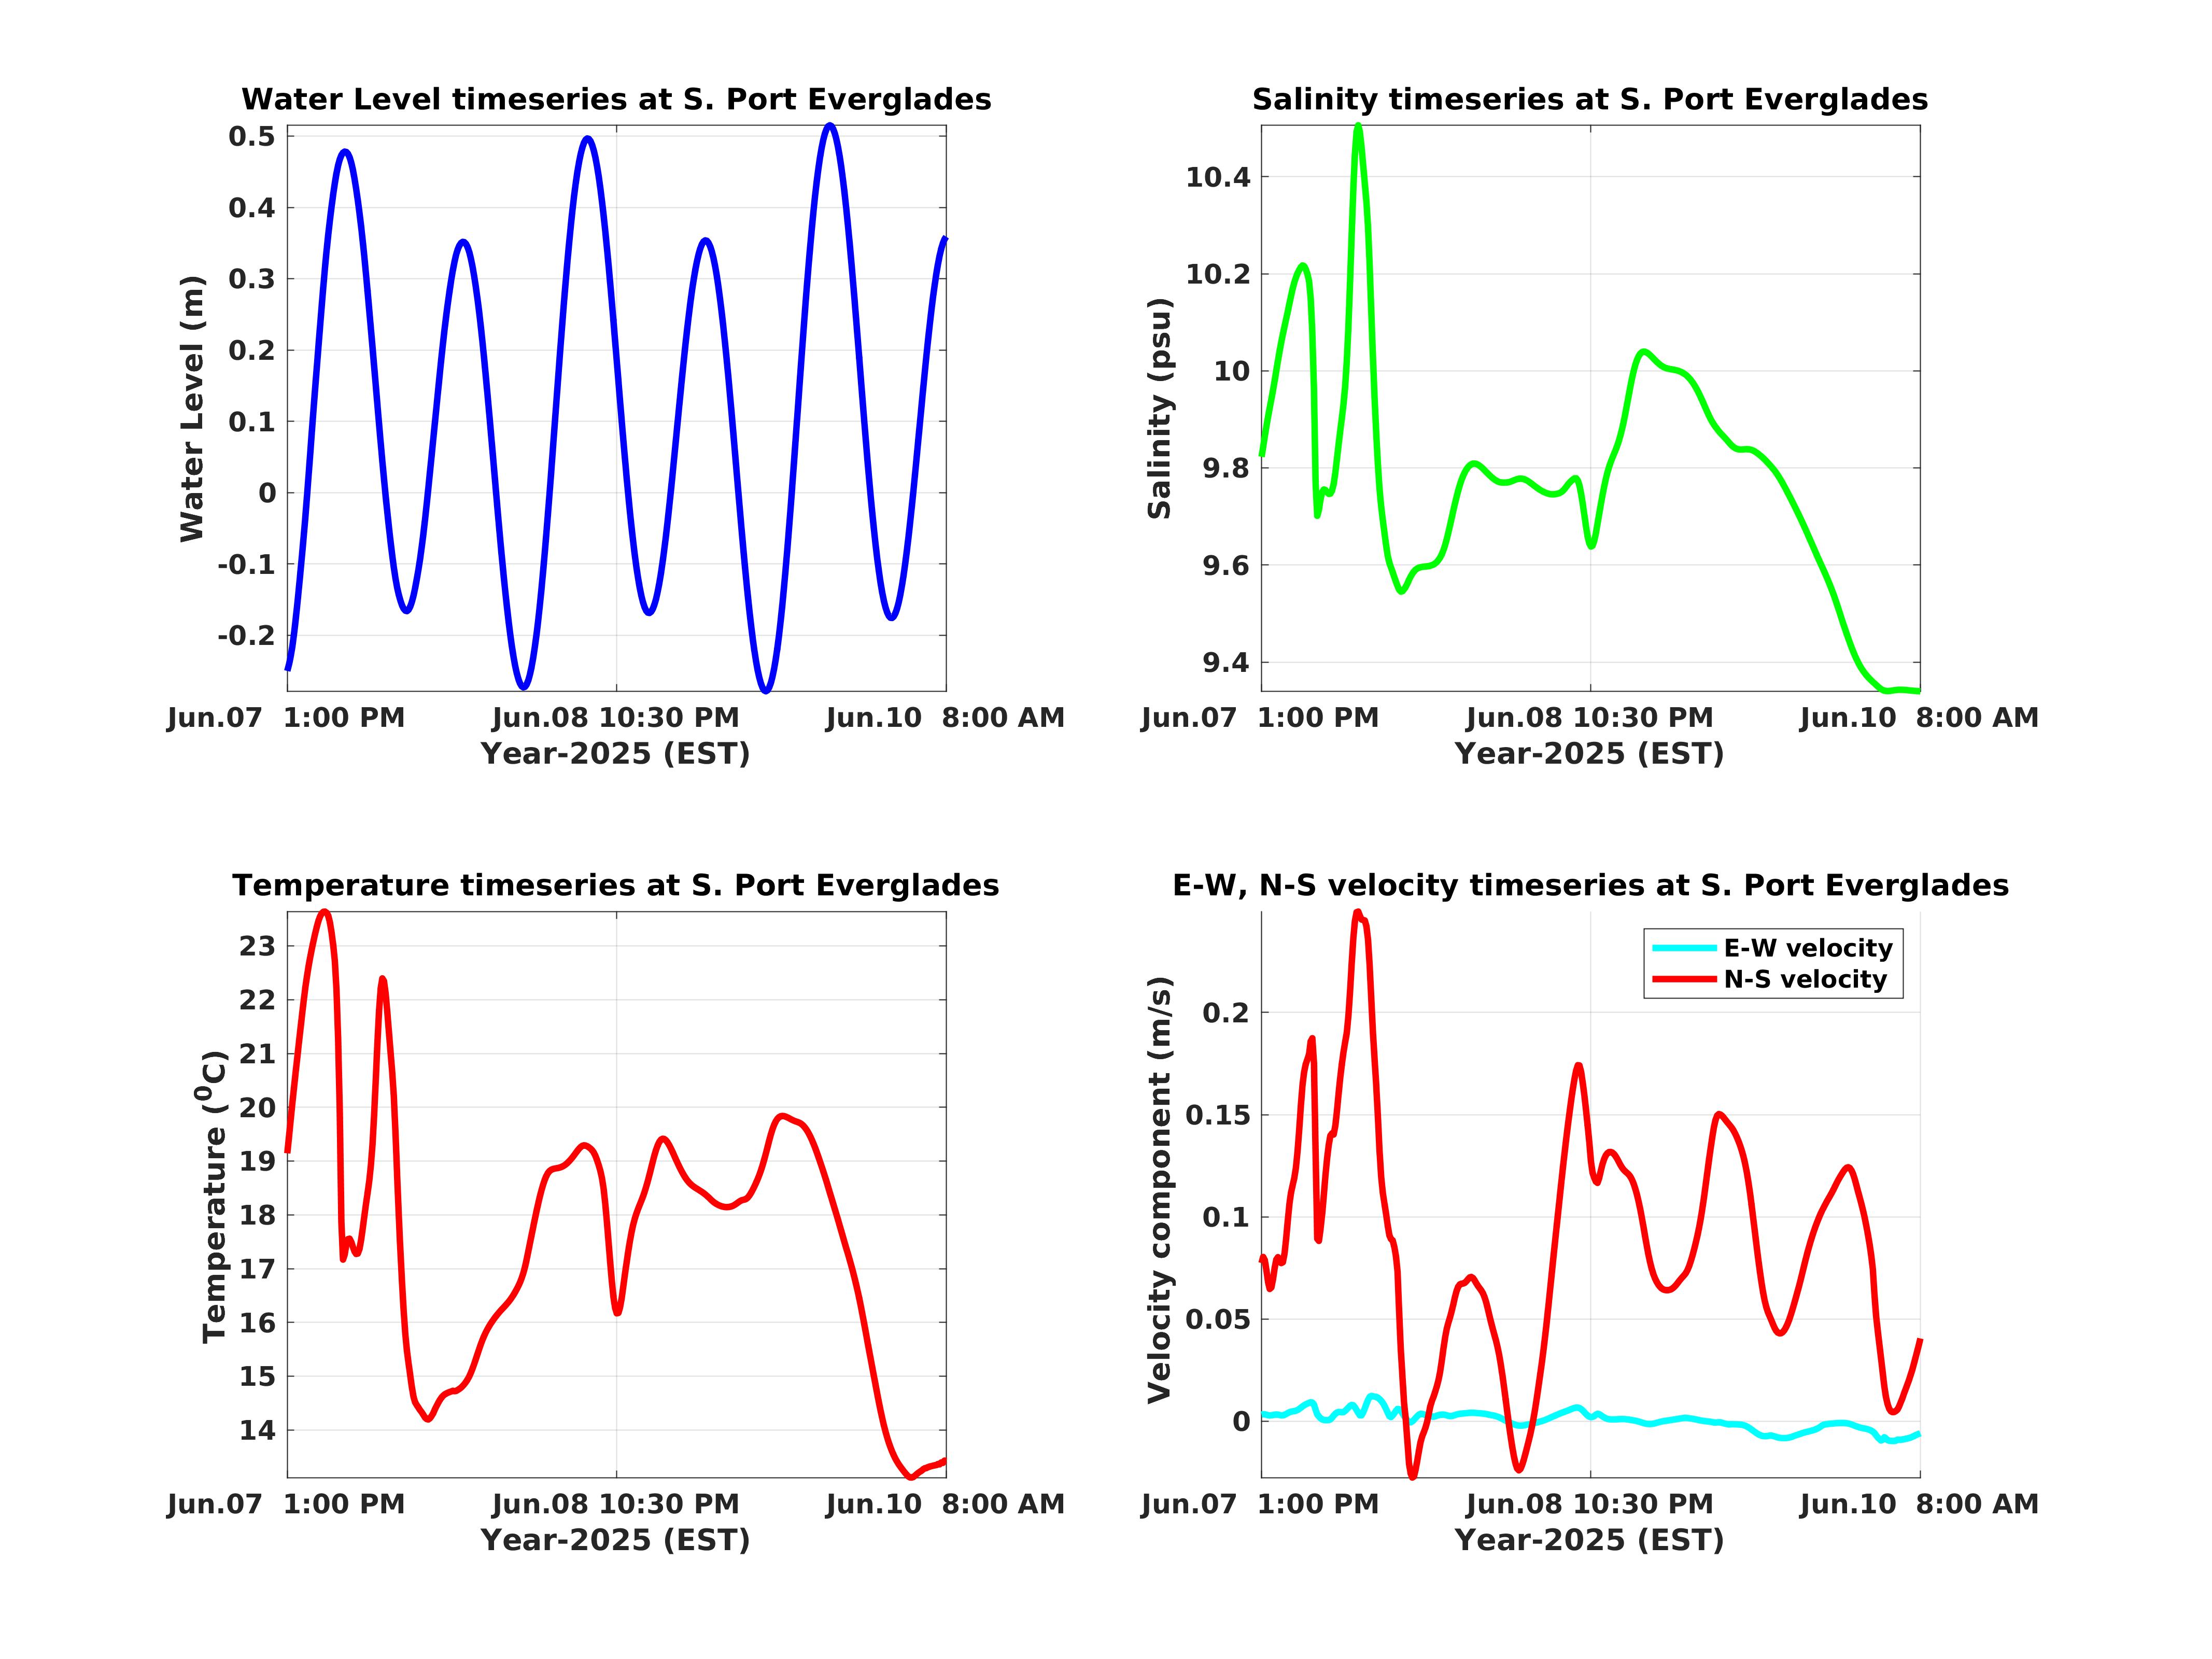 Water Level timeseries at S. Port Everglades
0.5
0.4
0.3
0.2
0.1
0
-0.1
-0.2
Water Level (m)
Jun.07 1:00 PM Jun.08 10:30 PM Jun.10 8:00 AM
Year-2025 (EST)
Salinity timeseries at S. Port Everglades
10.4
10.2
10
9.8
9.6
9.4
Salinity (psu)
Jun.07 1:00 PM Jun.08 10:30 PM Jun.10 8:00 AM
Year-2025 (EST)
Temperature timeseries at S. Port Everglades
23
22
21
20
19
18
17
16
15
14
Temperature (⁰C)
Jun.07 1:00 PM Jun.08 10:30 PM Jun.10 8:00 AM
Year-2025 (EST)
E-W, N-S velocity timeseries at S. Port Everglades
E-W velocity
N-S velocity
0.2
0.15
0.1
0.05
0
Velocity component (m/s)
Jun.07 1:00 PM Jun.08 10:30 PM Jun.10 8:00 AM
Year-2025 (EST)